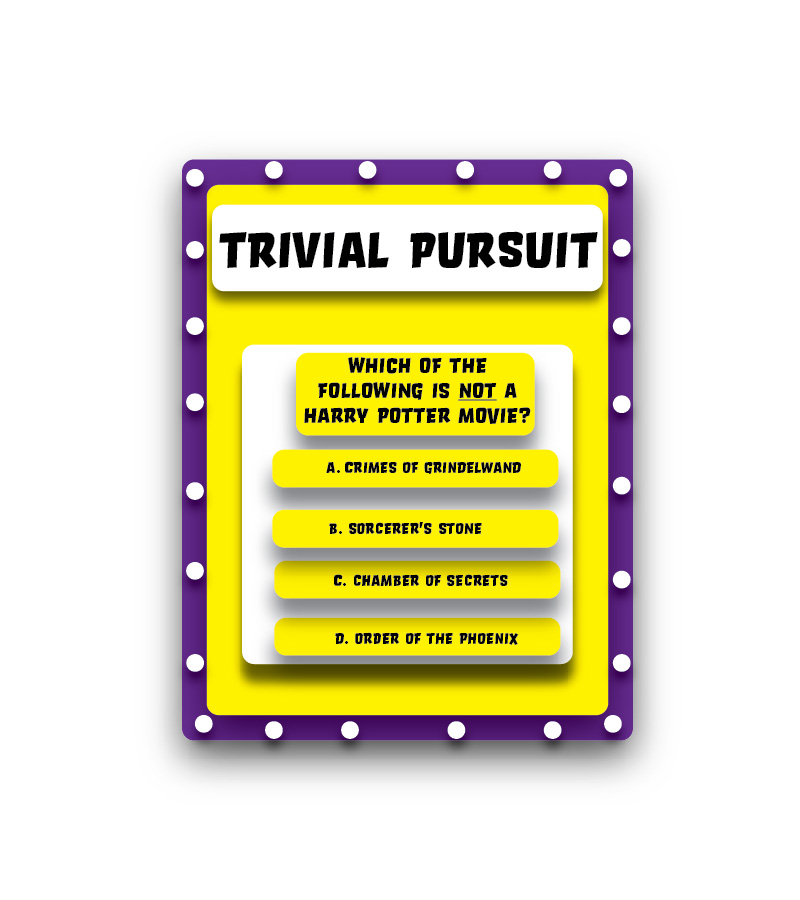 TRIVIAL PURSUIT
WHICH OF THE
FOLLOWING IS NOT A
HARRY POTTER MOVIE?
A. CRIMES OF GRINDELWAND
B. SORCERER'S STONE
C. CHAMBER OF SECRETS
D. ORDER OF THE PHOENIX